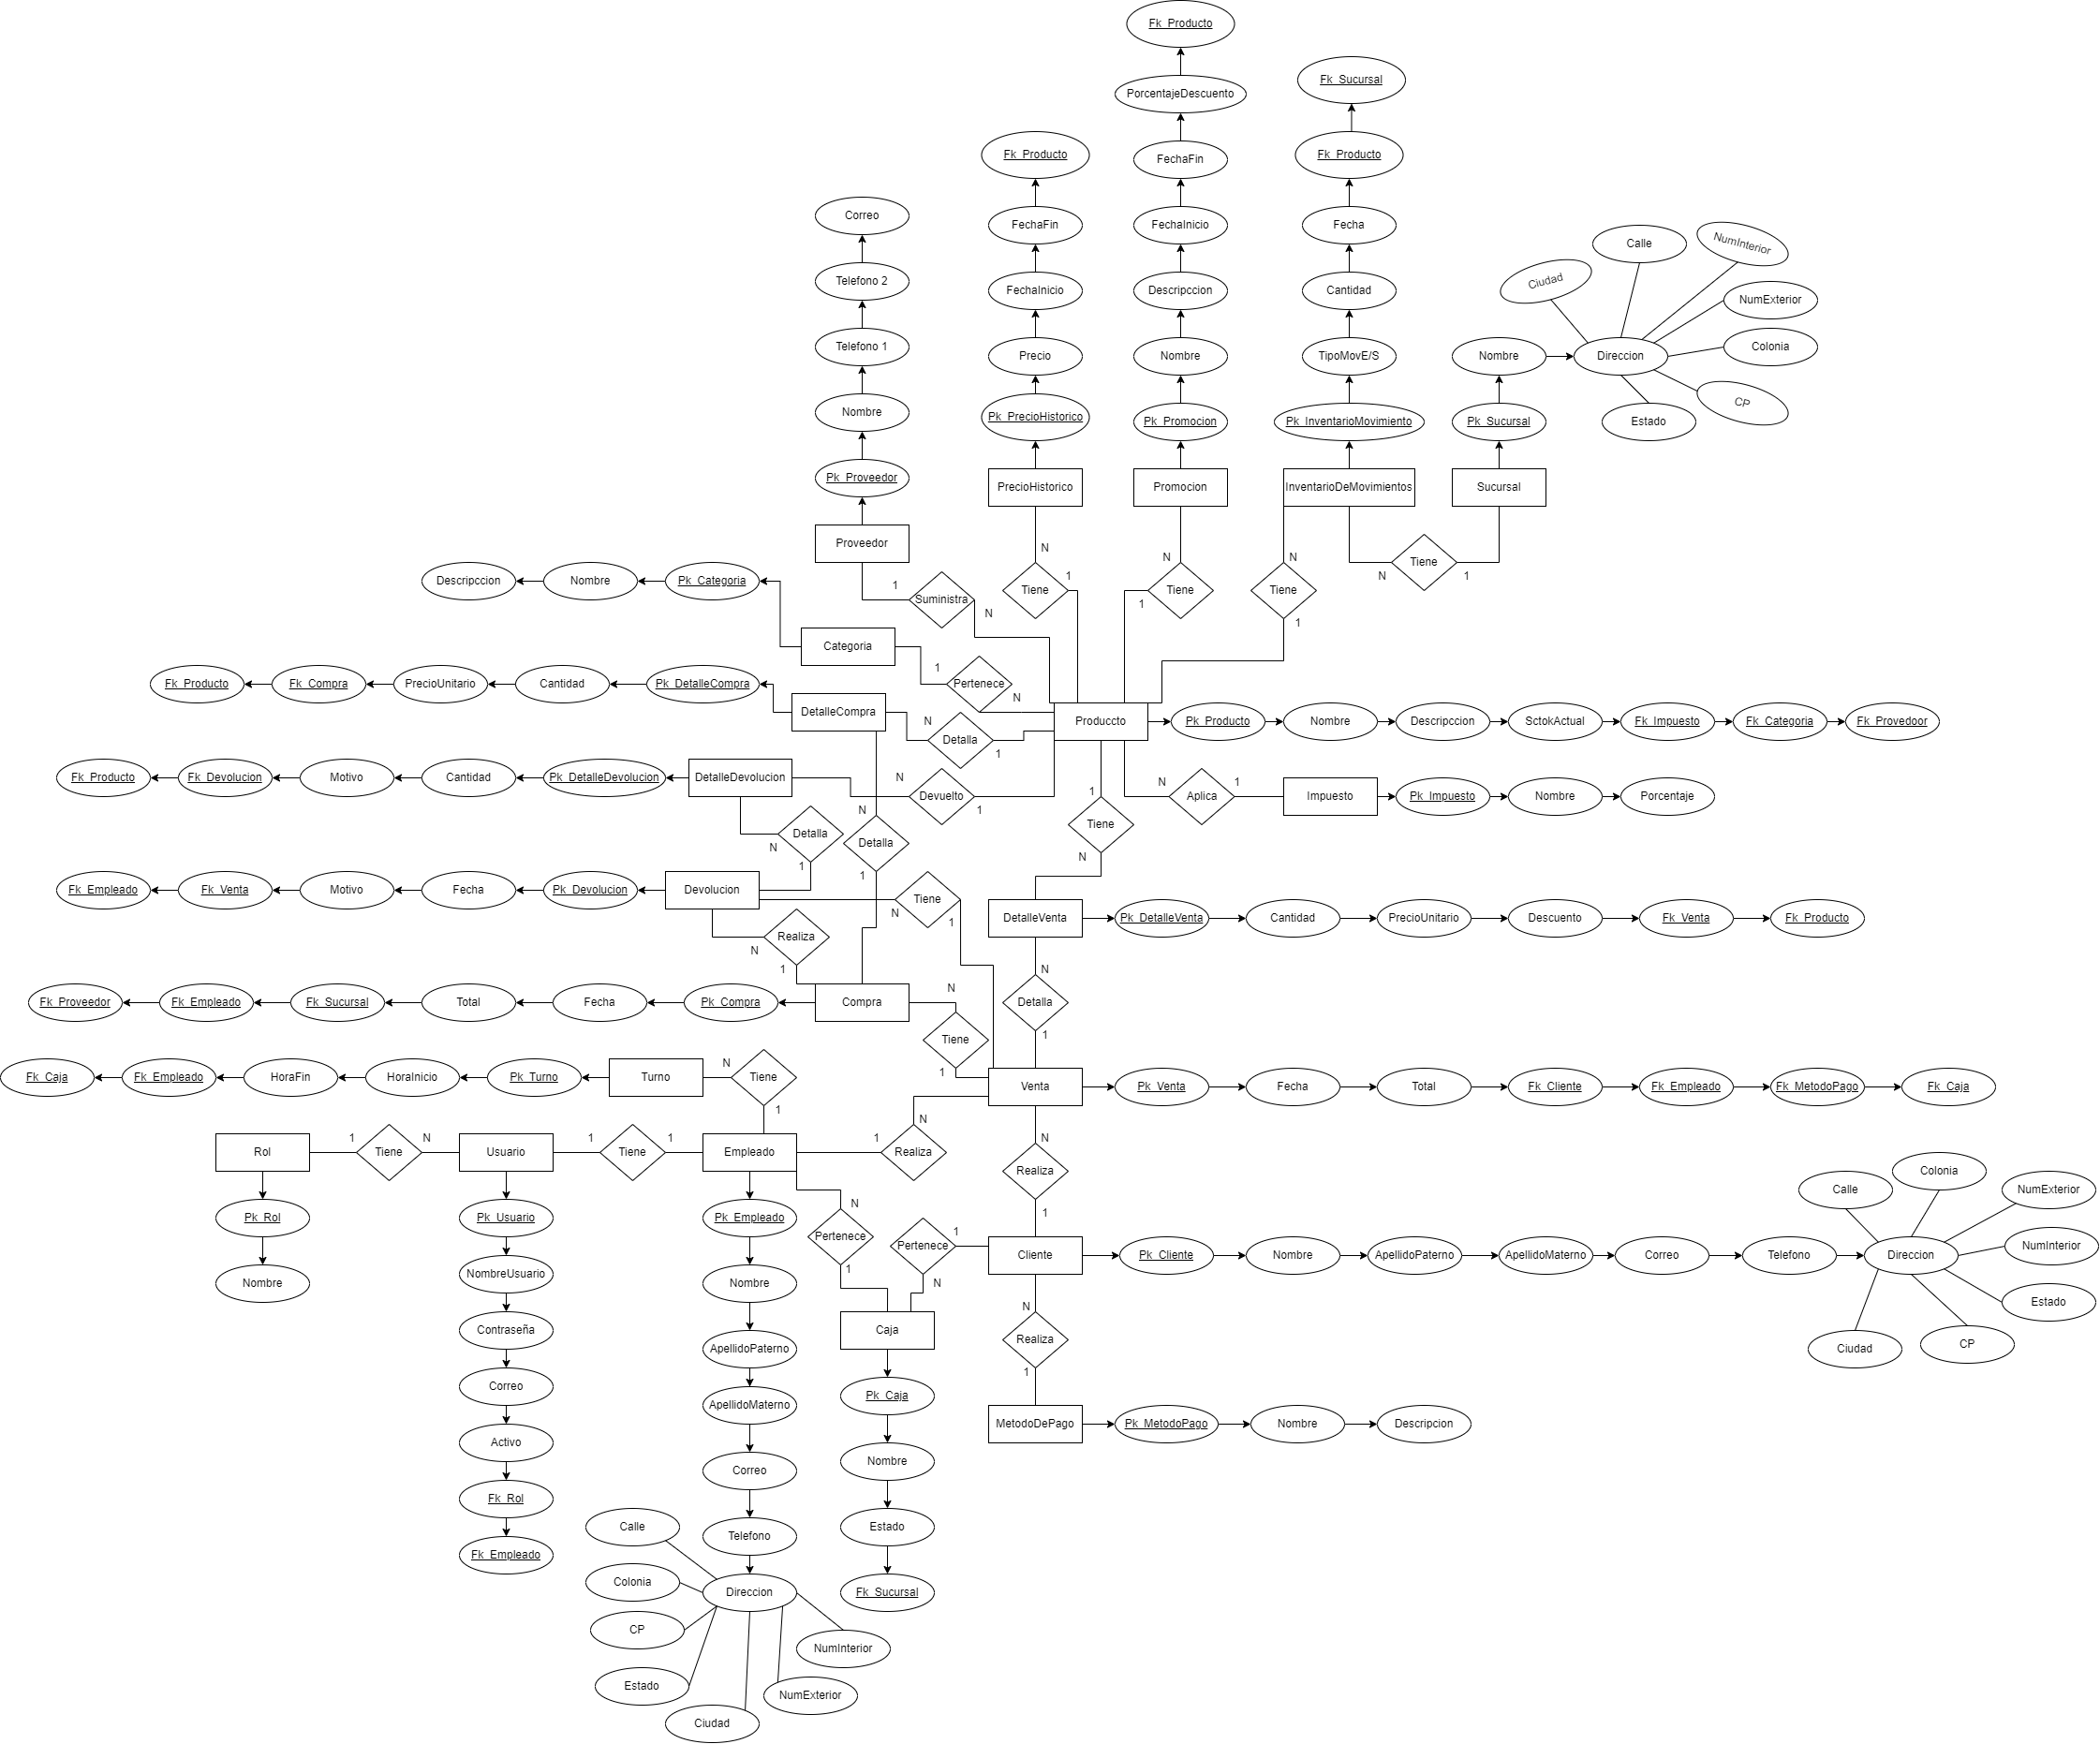 Fk_Producto
PorcentajeDescuento
Fk_Sucursal
Fk_Producto
FechaFin
Fk_Producto
Correo
FechaFin
FechaInicio
Fecha
Calle
NumInterior
Telefono 2
FechaInicio
Descripccion
Cantidad
Ciudad
NumExterior
Telefono 1
Precio
Nombre
TipoMovE/S
Nombre
Direccion
Colonia
Nombre
Pk_PrecioHistorico
Pk_Promocion
Pk_InventarioMovimiento
Pk_Sucursal
Estado
CP
Pk_Proveedor
PrecioHistorico
Promocion
InventarioDeMovimientos
Sucursal
Proveedor
N
N
N
N
Tiene
1
Descripccion
Nombre
Pk_Categoria
1
Suministra
N
Tiene
1
1
Tiene
Tiene
1
Categoria
1
Pertenece
N
Fk_Producto
Fk_Compra
PrecioUnitario
Cantidad
Pk_DetalleCompra
DetalleCompra
N
Detalla
1
Produccto
Pk_Producto
Nombre
Descripccion
SctokActual
Fk_Impuesto
Fk_Categoria
Fk_Provedoor
Fk_Producto
Fk_Devolucion
Motivo
Cantidad
Pk_DetalleDevolucion
DetalleDevolucion
N
Devuelto
1
1
Tiene
N
N
Aplica
1
Impuesto
Pk_Impuesto
Nombre
Porcentaje
Detalla
N
1
N
Detalla
1
Fk_Empleado
Fk_Venta
Motivo
Fecha
Pk_Devolucion
Devolucion
Tiene
N
1
DetalleVenta
Pk_DetalleVenta
Cantidad
PrecioUnitario
Descuento
Fk_Venta
Fk_Producto
Realiza
N
1
N
Detalla
1
Fk_Proveedor
Fk_Empleado
Fk_Sucursal
Total
Fecha
Pk_Compra
Compra
N
Tiene
1
Fk_Caja
Fk_Empleado
HoraFin
HoraInicio
Pk_Turno
Turno
N
Tiene
1
Venta
Pk_Venta
Fecha
Total
Fk_Cliente
Fk_Empleado
Fk_MetodoPago
Fk_Caja
Rol
1
Tiene
N
Usuario
1
Tiene
1
Empleado
1
Realiza
N
N
Realiza
1
Calle
Colonia
NumExterior
Pk_Rol
Pk_Usuario
Pk_Empleado
N
Pertenece
1
Pertenece
1
N
Cliente
Pk_Cliente
Nombre
ApellidoPaterno
ApellidoMaterno
Correo
Telefono
Direccion
NumInterior
Nombre
NombreUsuario
Nombre
Estado
Contraseña
ApellidoPaterno
Caja
N
Realiza
1
Ciudad
CP
Correo
ApellidoMaterno
Pk_Caja
MetodoDePago
Pk_MetodoPago
Nombre
Descripcion
Activo
Correo
Nombre
Fk_Rol
Calle
Telefono
Estado
Fk_Empleado
Colonia
Direccion
Fk_Sucursal
CP
NumInterior
Estado
NumExterior
Ciudad